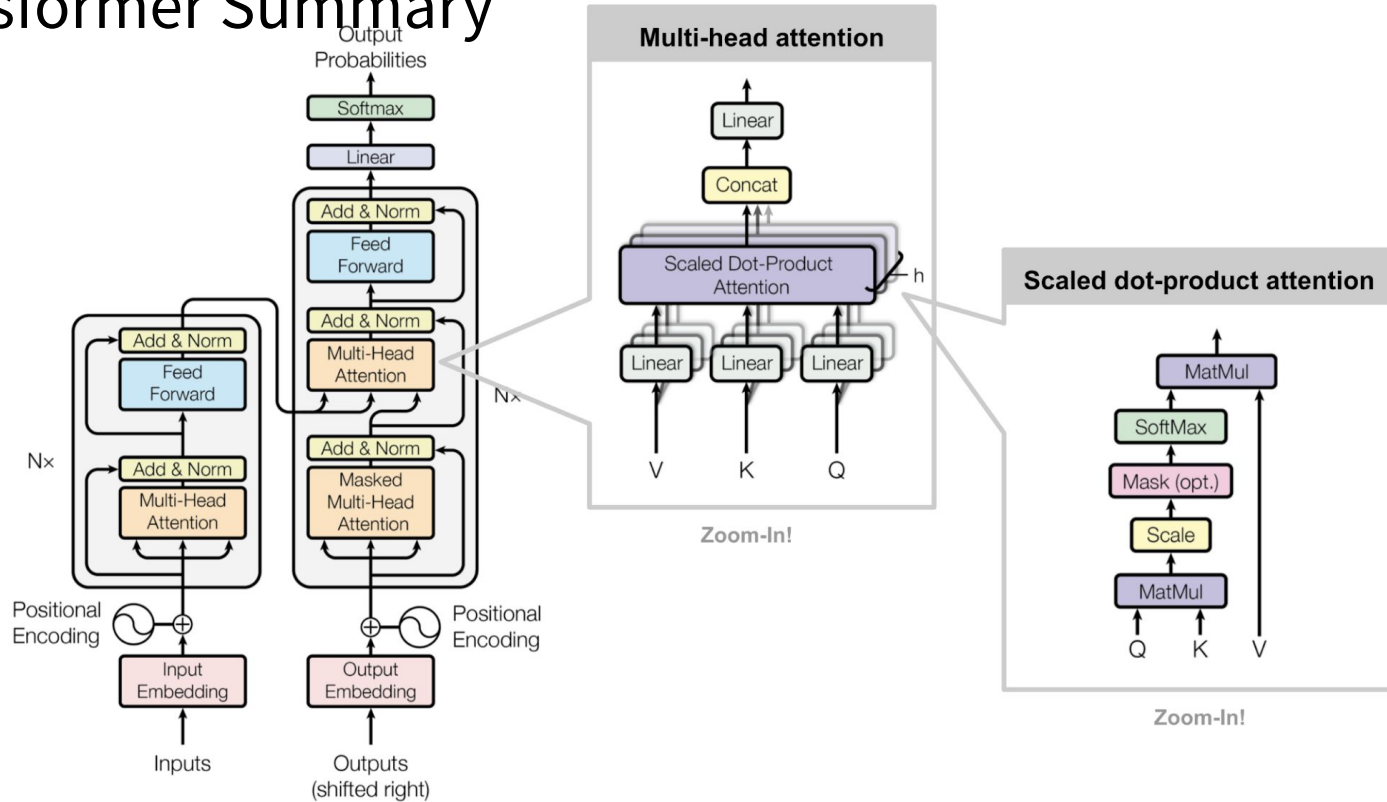 sformer Summary
Output
Probabilities
Softmax
Linear
Add & Norm
Feed
Forward
Add & Norm
Multi-Head
Attention
Nx
Add & Norm
Masked
Multi-Head
Attention
Positional
Encoding
Output
Embedding
Outputs
(shifted right)
Add & Norm
Feed
Forward
Nx
Add & Norm
Multi-Head
Attention
Positional
Encoding
Input
Embedding
Inputs
Multi-head attention
Linear
Concat
Scaled Dot-Product
Attention
h
Linear
Linear
Linear
V
K
Q
Zoom-In!
Scaled dot-product attention
MatMul
SoftMax
Mask (opt.)
Scale
MatMul
Q
K
V
Zoom-In!